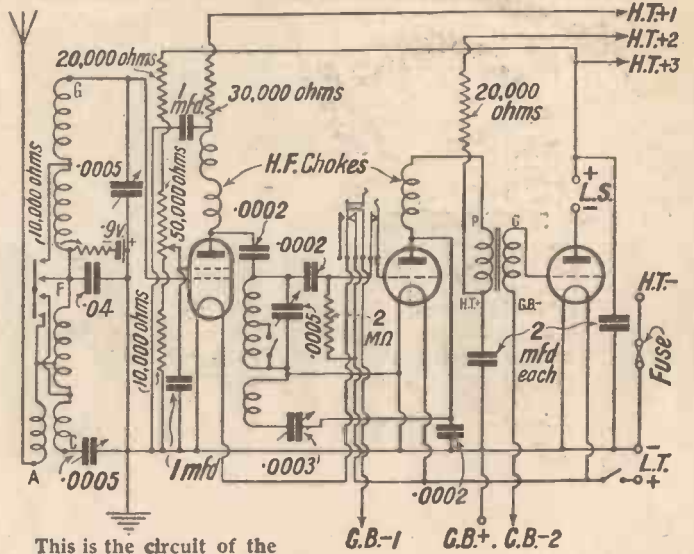 H.T.+1
20,000 ohms
H.T.+2
H.T.+3
1 mfd.
30,000 ohms
20,000 ohms
G
10,000 ohms
.0005
H.F. Chokes
50,000 ohms
+
L.S.
-
.0002
.0002
P.
G
.9v.
+
F
.04
10,000 ohms
.0005
2 MΩ
H.T.+
G.B.-
H.T.-
2 mfd each
Fuse
C
A
.0005
1 mfd
.0003
.0002
-
L.T.
+
This is the circuit of the
G.B.-1
G.B.+.
G.B.-2